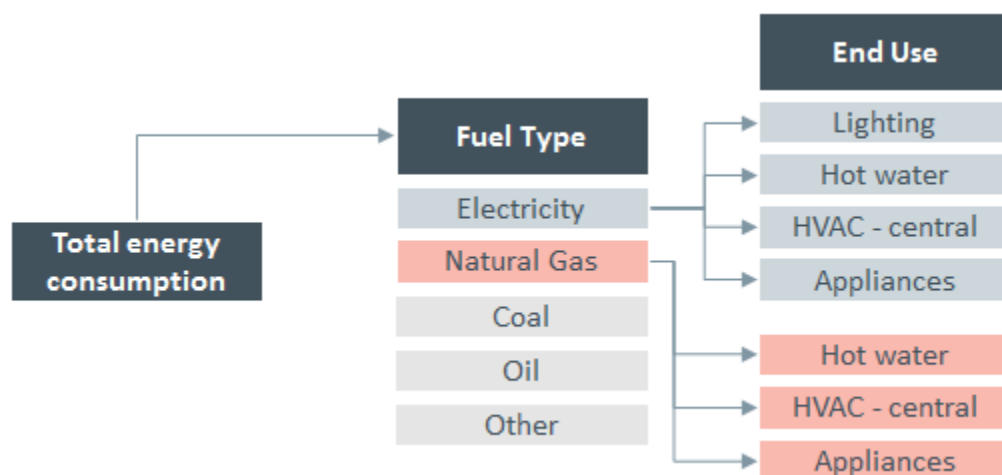 Total energy
consumption
Fuel Type
Electricity
Natural Gas
Coal
Oil
Other
End Use
Lighting
Hot water
HVAC - central
Appliances
Hot water
HVAC - central
Appliances